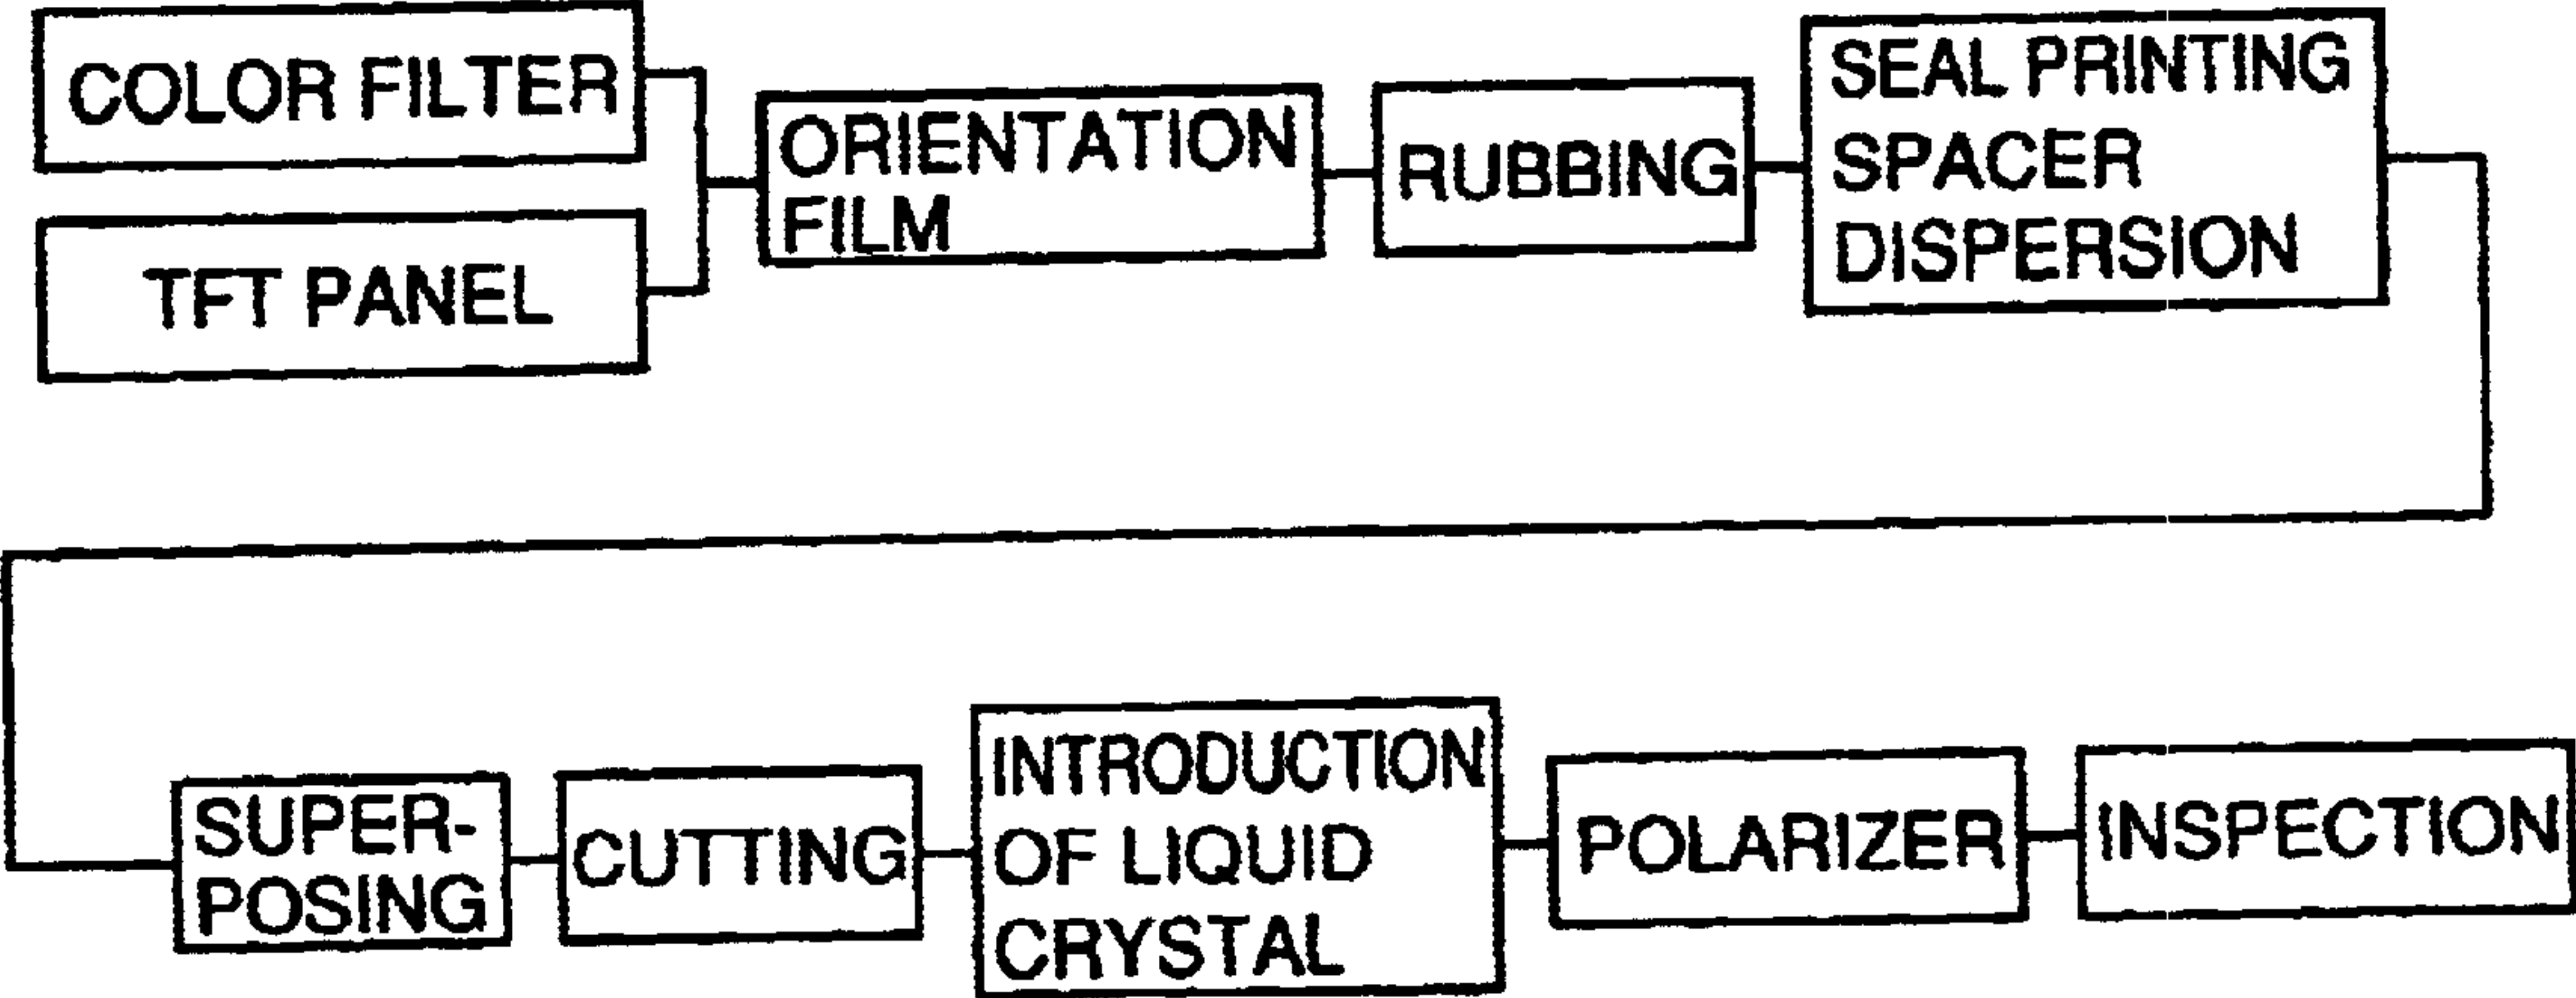 COLOR FILTER
TFT PANEL
ORIENTATION
FILM
RUBBING
SEAL PRINTING
SPACER
DISPERSION
SUPER-
POSING
CUTTING
INTRODUCTION
OF LIQUID
CRYSTAL
POLARIZER
INSPECTION